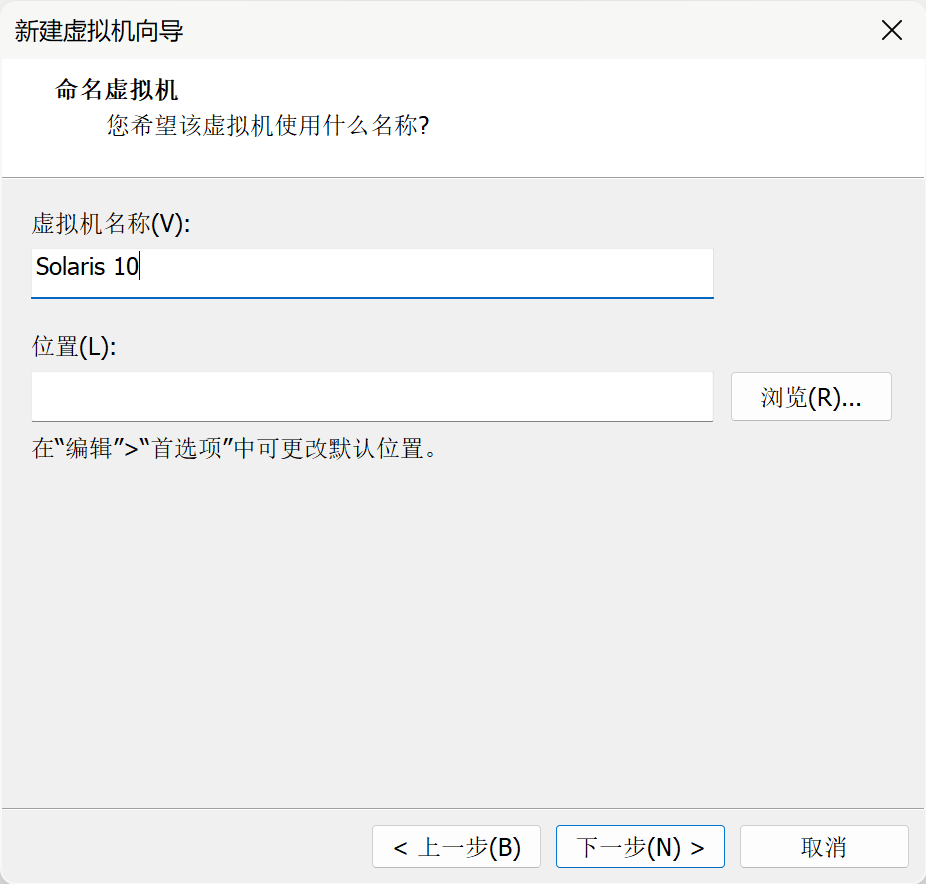 新建虚拟机向导
命名虚拟机
您希望该虚拟机使用什么名称?
虚拟机名称(V):
Solaris 10
位置(L):
浏览(R)...
在“编辑”>“首选项”中可更改默认位置。
< 上一步(B)
下一步(N) >
取消